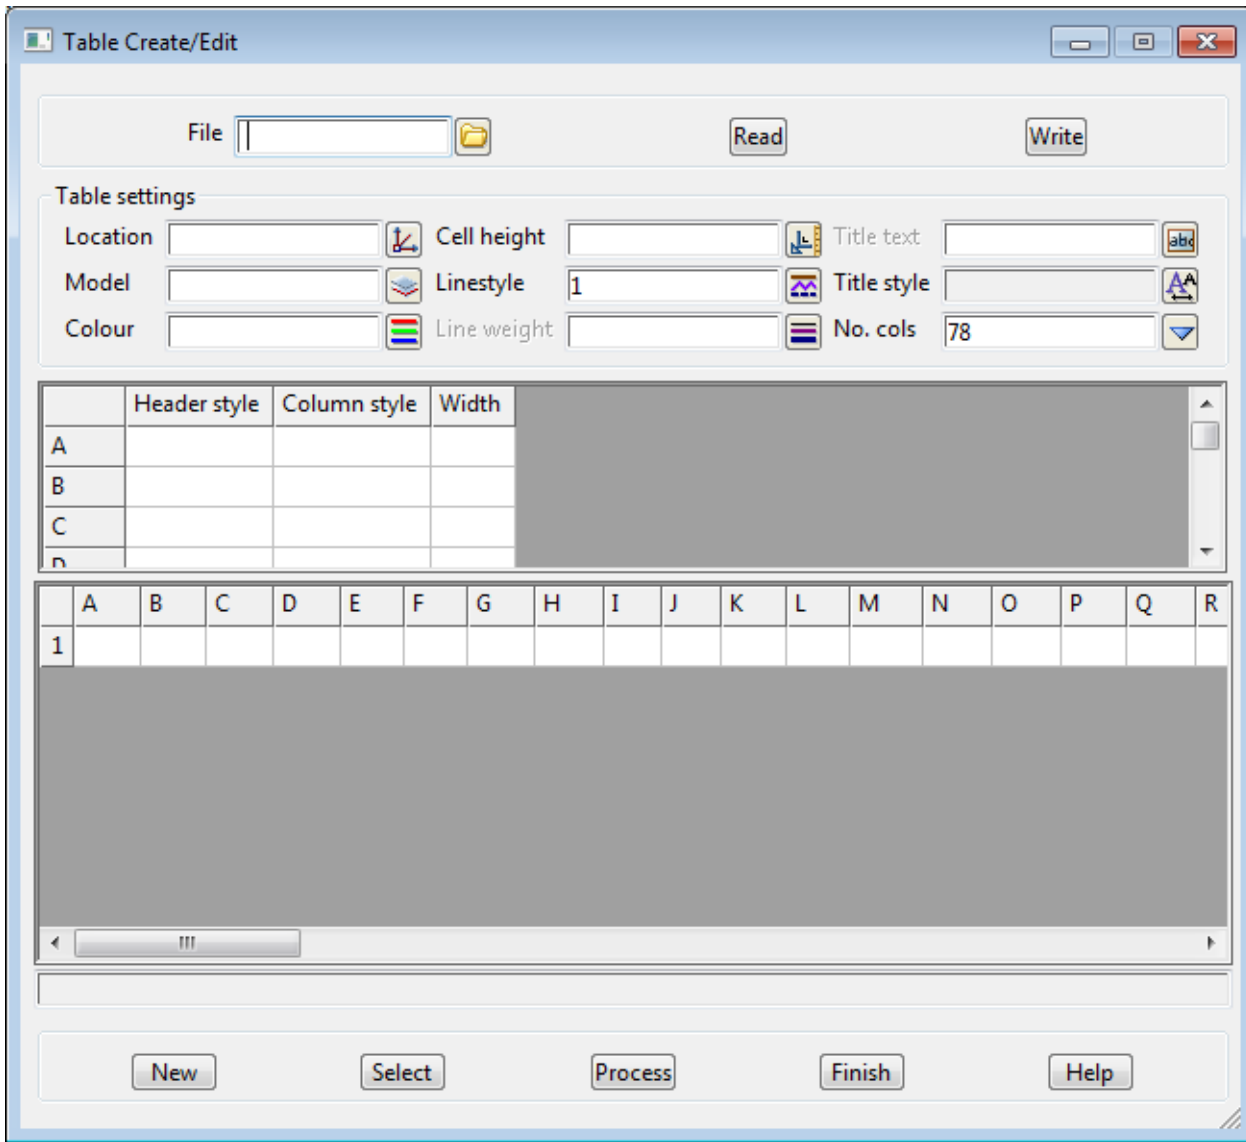 Table Create/Edit
File Read Write
Table settings
Location Cell height Title text abc
Model Linestyle 1 Title style
Colour Line weight No. cols 78
Header style Column style Width
A
B
C
D
A B C D E F G H I J K L M N O P Q R
1
New Select Process Finish Help